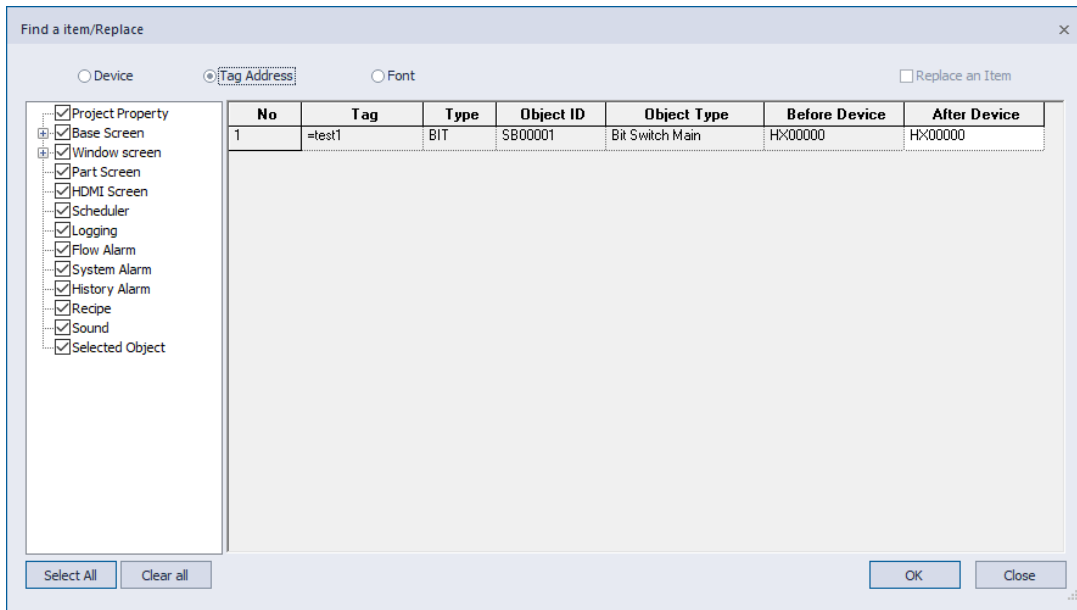 Find a item/Replace
Device Tag Address Font Replace an Item
Project Property
Base Screen
Window screen
Part Screen
HDMI Screen
Scheduler
Logging
Flow Alarm
System Alarm
History Alarm
Recipe
Sound
Selected Object
No Tag Type Object ID Object Type Before Device After Device
1 =test1 BIT SB00001 Bit Switch Main HX00000 HX00000
Select All Clear all OK Close